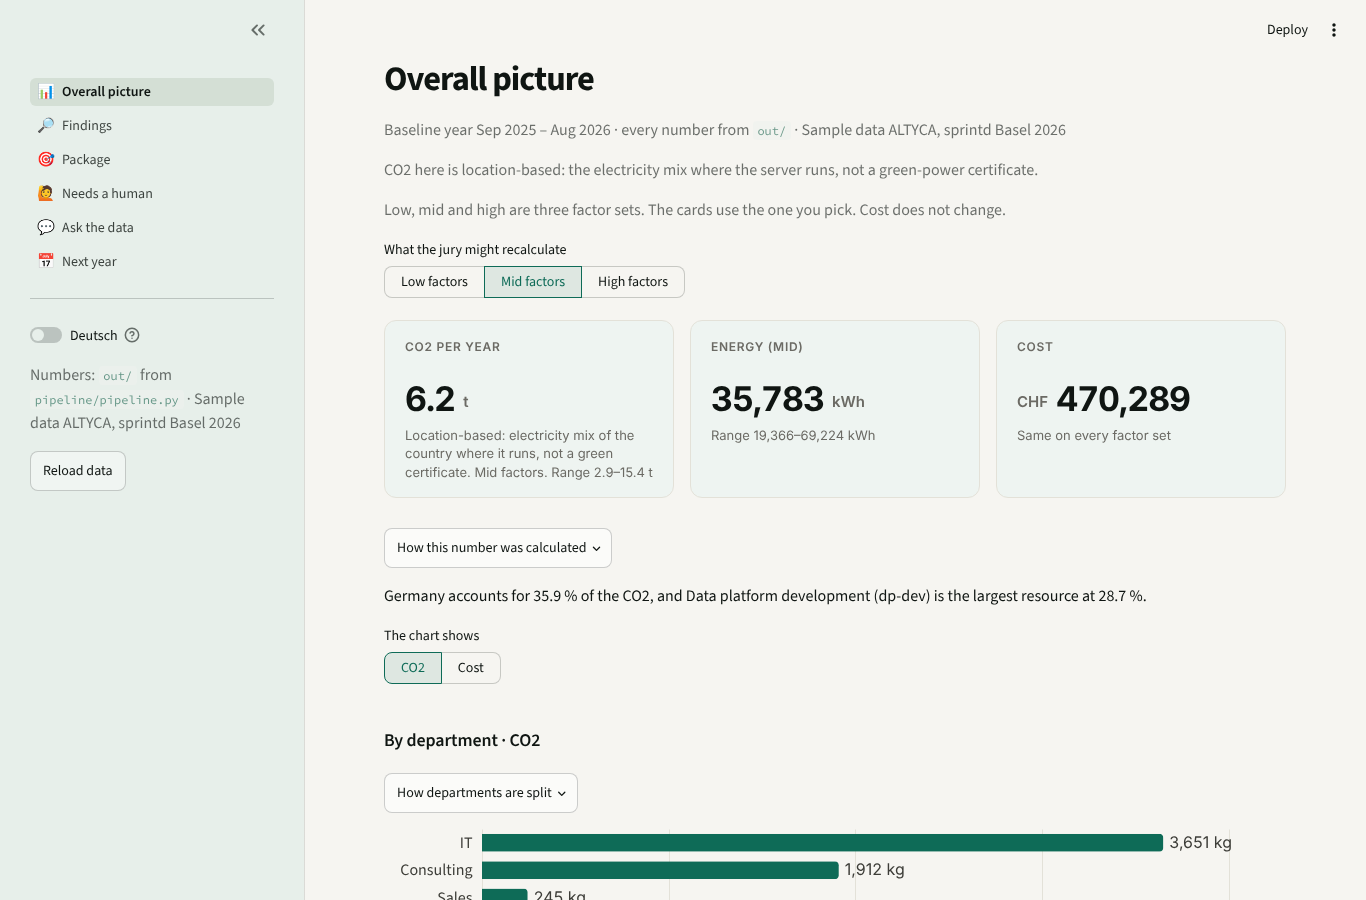 Deploy
Overall picture
Findings
Package
Needs a human
Ask the data
Next year
Deutsch
Numbers: out/ from
pipeline/pipeline.py · Sample
data ALTYCA, sprintd Basel 2026
Reload data
Overall picture
Baseline year Sep 2025 – Aug 2026 · every number from out/ · Sample data ALTYCA, sprintd Basel 2026
CO2 here is location-based: the electricity mix where the server runs, not a green-power certificate.
Low, mid and high are three factor sets. The cards use the one you pick. Cost does not change.
What the jury might recalculate
Low factors Mid factors High factors
CO2 PER YEAR
6.2 t
Location-based: electricity mix of the
country where it runs, not a green
certificate. Mid factors. Range 2.9–15.4 t
ENERGY (MID)
35,783 kWh
Range 19,366–69,224 kWh
COST
CHF 470,289
Same on every factor set
How this number was calculated
Germany accounts for 35.9 % of the CO2, and Data platform development (dp-dev) is the largest resource at 28.7 %.
The chart shows
CO2 Cost
By department · CO2
How departments are split
IT 3,651 kg
Consulting 1,912 kg
Sales 245 kg